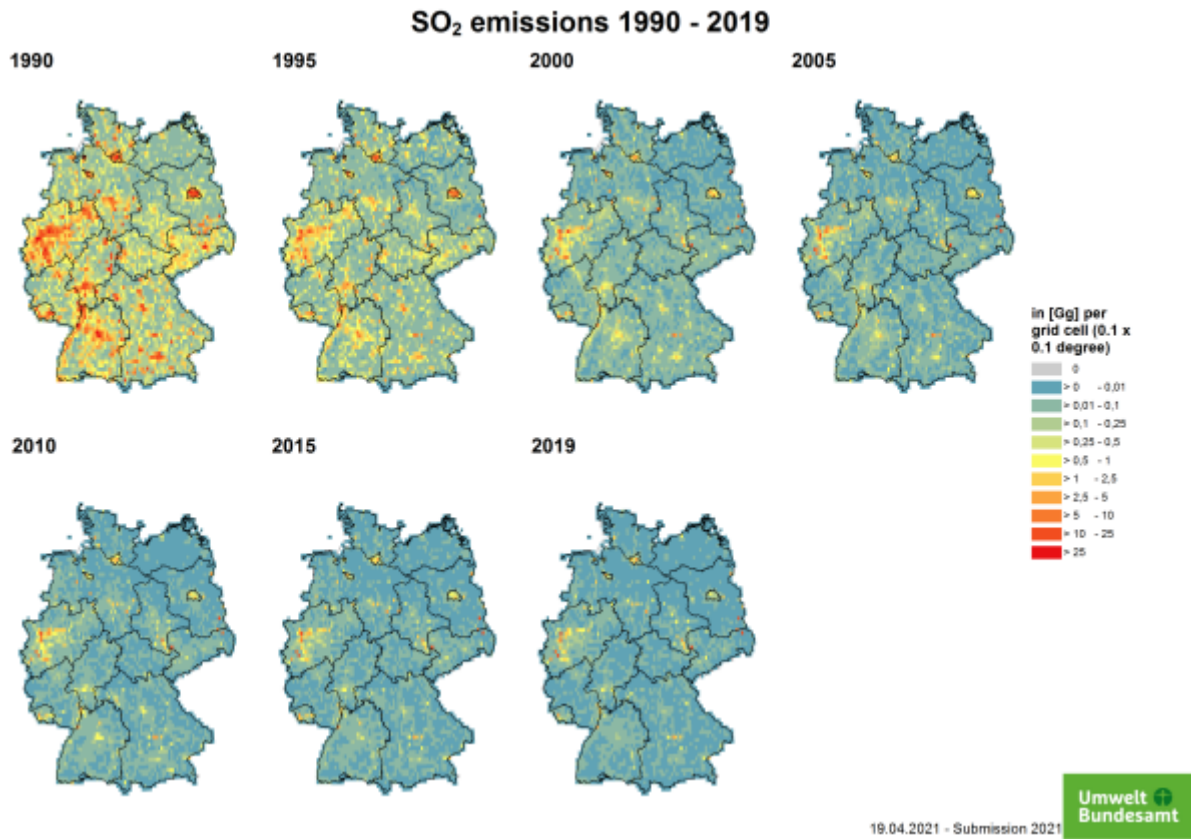 SO₂ emissions 1990 - 2019
1990
1995
2000
2005
2010
2015
2019
in [Gg] per
grid cell (0.1 x
0.1 degree)
0
> 0 - 0,01
> 0,01 - 0,1
> 0,1 - 0,25
> 0,25 - 0,5
> 0,5 - 1
> 1 - 2,5
> 2,5 - 5
> 5 - 10
> 10 - 25
> 25
Umwelt
Bundesamt
19.04.2021 - Submission 2021